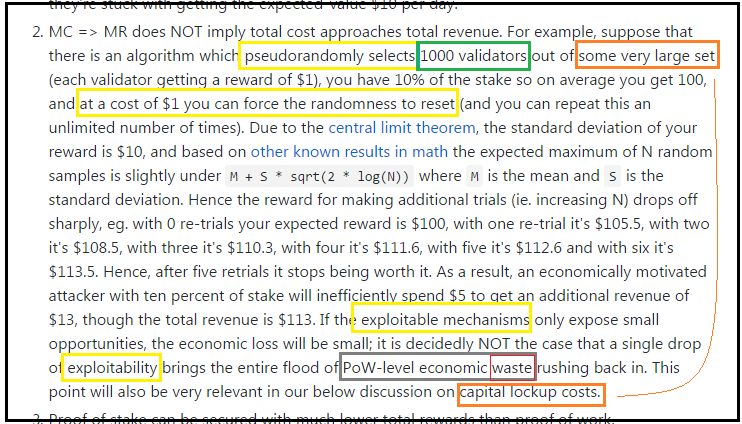 they're stuck with getting the expected-value $10 per day.
2. MC => MR does NOT imply total cost approaches total revenue. For example, suppose that
there is an algorithm which pseudorandomly selects 1000 validators out of some very large set
(each validator getting a reward of $1), you have 10% of the stake so on average you get 100,
and at a cost of $1 you can force the randomness to reset (and you can repeat this an
unlimited number of times). Due to the central limit theorem, the standard deviation of your
reward is $10, and based on other known results in math the expected maximum of N random
samples is slightly under M + S * sqrt(2 * log(N)) where M is the mean and S is the
standard deviation. Hence the reward for making additional trials (ie. increasing N) drops off
sharply, eg. with 0 re-trials your expected reward is $100, with one re-trial it's $105.5, with two
it's $108.5, with three it's $110.3, with four it's $111.6, with five it's $112.6 and with six it's
$113.5. Hence, after five retrials it stops being worth it. As a result, an economically motivated
attacker with ten percent of stake will inefficiently spend $5 to get an additional revenue of
$13, though the total revenue is $113. If the exploitable mechanisms only expose small
opportunities, the economic loss will be small; it is decidedly NOT the case that a single drop
of exploitability brings the entire flood of PoW-level economic waste rushing back in. This
point will also be very relevant in our below discussion on capital lockup costs.
3. Proof of stake can be secured with much lower total rewards than proof of work.